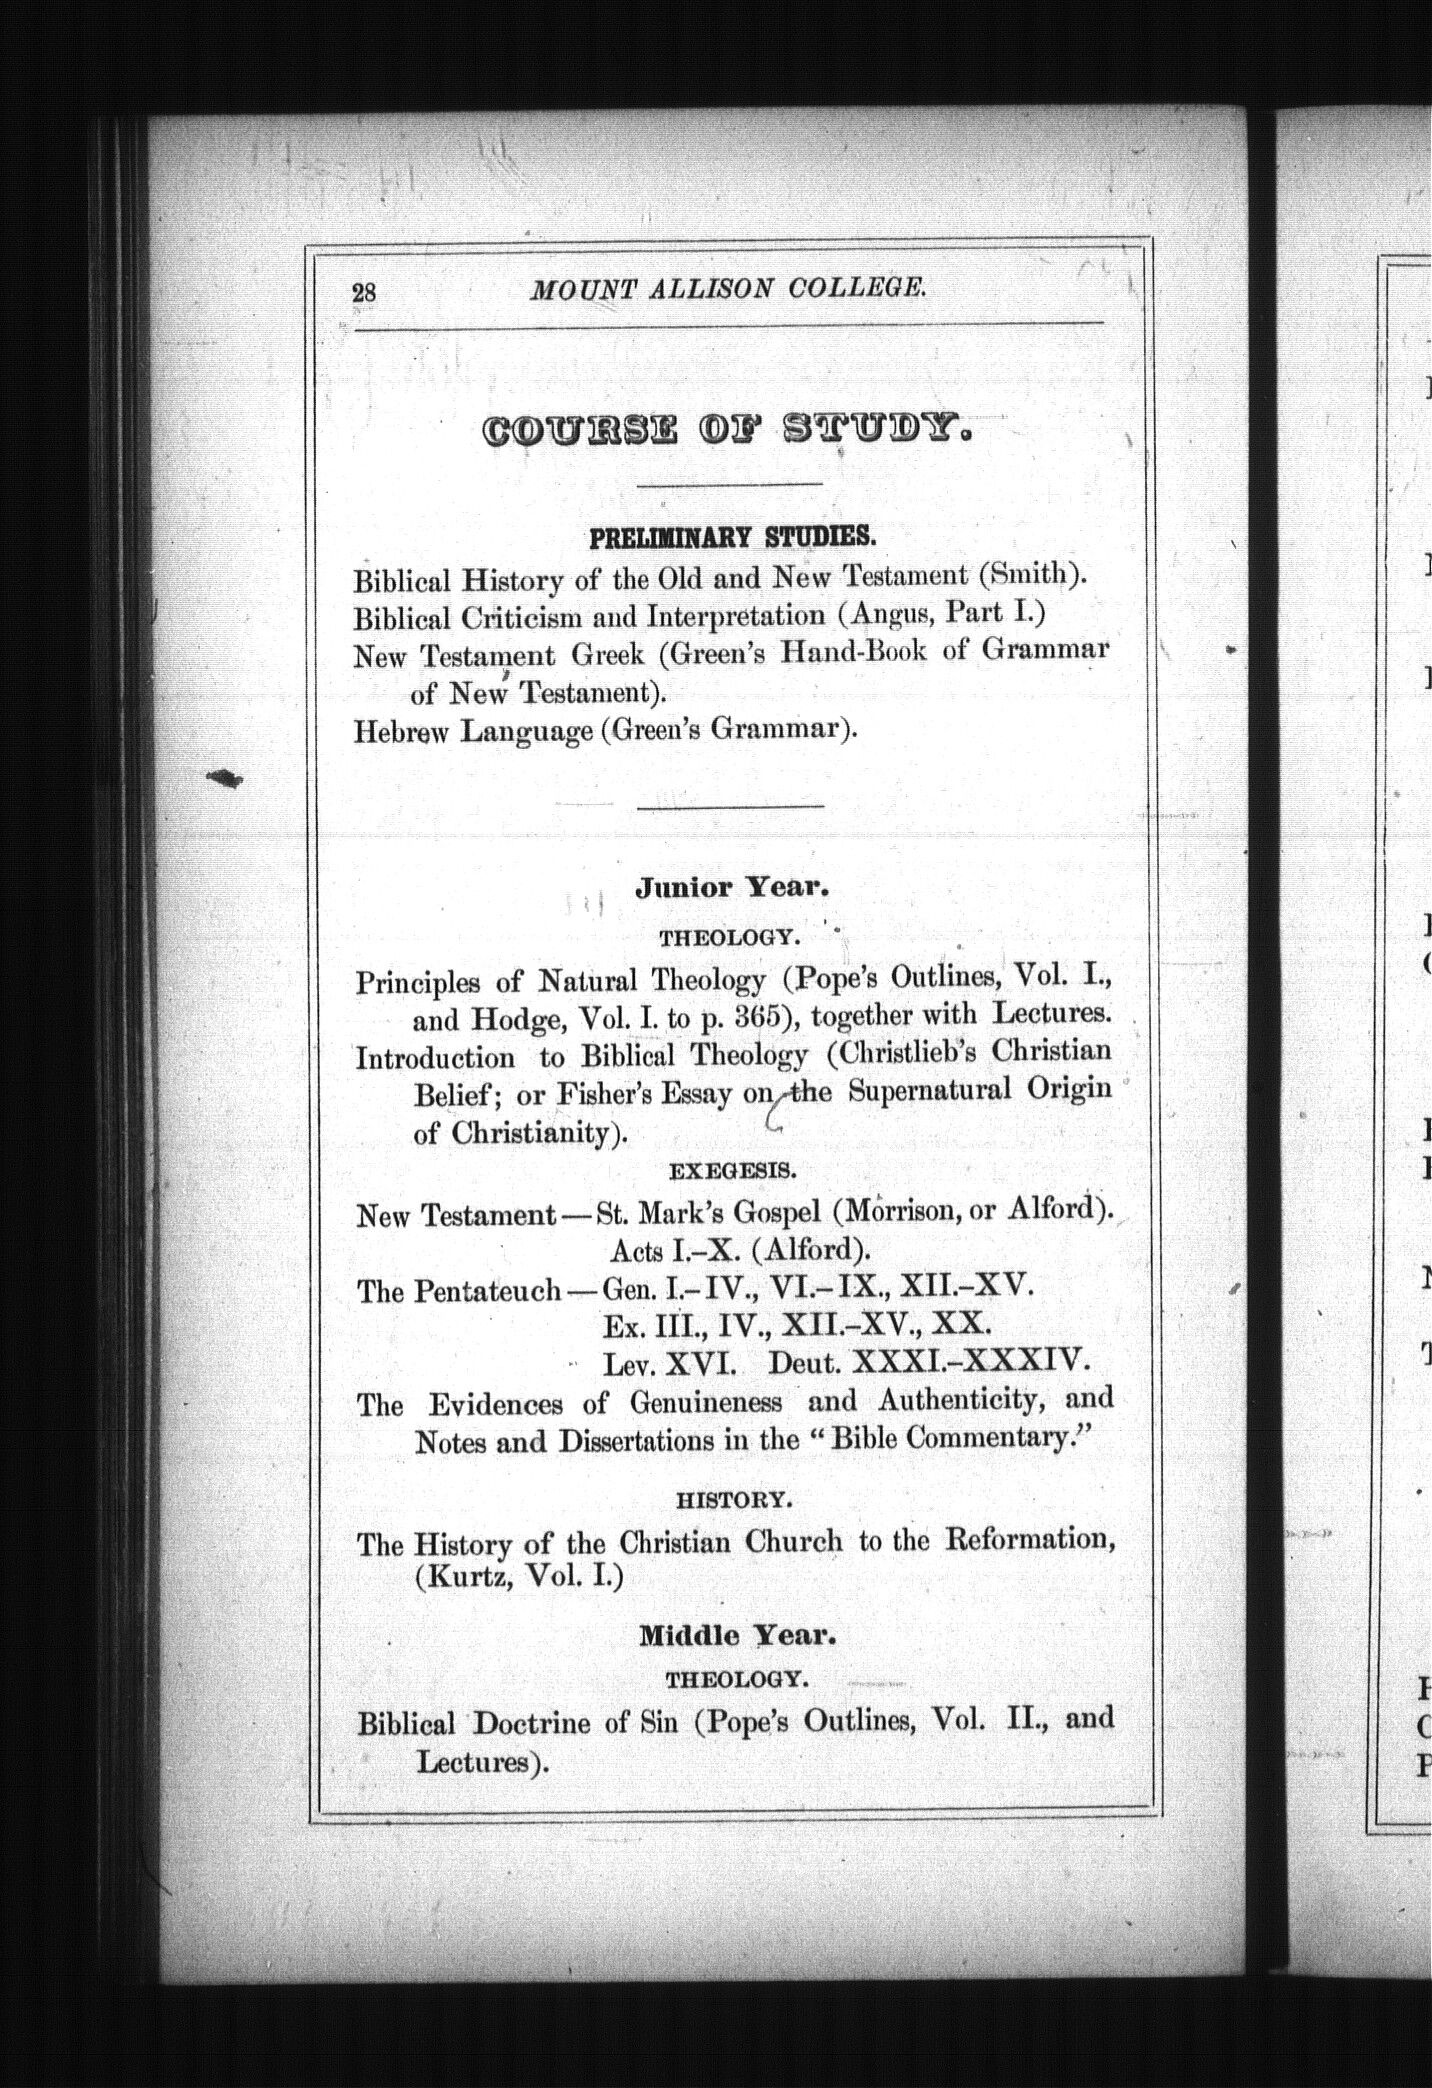 28 MOUNT ALLISON COLLEGE.
COURSE OF STUDY.
PRELIMINARY STUDIES.
Biblical History of the Old and New Testament (Smith).
Biblical Criticism and Interpretation (Angus, Part I.)
New Testament Greek (Green's Hand-Book of Grammar
of New Testament).
Hebrew Language (Green's Grammar).
Junior Year.
THEOLOGY.
Principles of Natural Theology (Pope's Outlines, Vol. I.,
and Hodge, Vol. I. to p. 365), together with Lectures.
Introduction to Biblical Theology (Christlieb's Christian
Belief; or Fisher's Essay on the Supernatural Origin
of Christianity).
EXEGESIS.
New Testament—St. Mark's Gospel (Morrison, or Alford).
Acts I.–X. (Alford).
The Pentateuch—Gen. I.–IV., VI.–IX., XII.–XV.
Ex. III., IV., XII.–XV., XX.
Lev. XVI. Deut. XXXI.–XXXIV.
The Evidences of Genuineness and Authenticity, and
Notes and Dissertations in the "Bible Commentary."
HISTORY.
The History of the Christian Church to the Reformation,
(Kurtz, Vol. I.)
Middle Year.
THEOLOGY.
Biblical Doctrine of Sin (Pope's Outlines, Vol. II., and
Lectures).